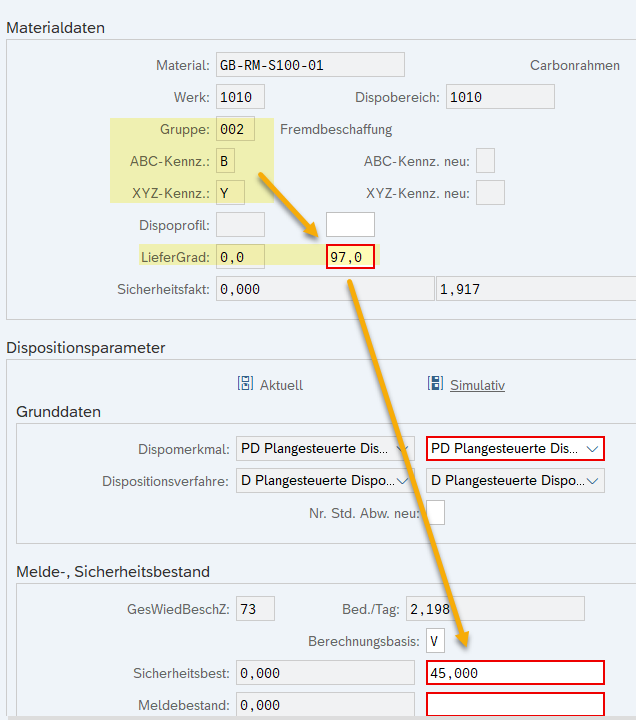 Materialdaten
Material: GB-RM-S100-01 Carbonrahmen
Werk: 1010 Dispobereich: 1010
Gruppe: 002 Fremdbeschaffung
ABC-Kennz.: B ABC-Kennz. neu:
XYZ-Kennz.: Y XYZ-Kennz. neu:
Dispoprofil:
LieferGrad: 0,0 97,0
Sicherheitsfakt: 0,000 1,917
Dispositionsparameter
Aktuell Simulativ
Grunddaten
Dispomerkmal: PD Plangesteuerte Dis... PD Plangesteuerte Dis...
Dispositionsverfahre: D Plangesteuerte Dispo... D Plangesteuerte Dispo...
Nr. Std. Abw. neu:
Melde-, Sicherheitsbestand
GesWiedBeschZ: 73 Bed./Tag: 2,198
Berechnungsbasis: V
Sicherheitsbest: 0,000 45,000
Meldebestand: 0,000